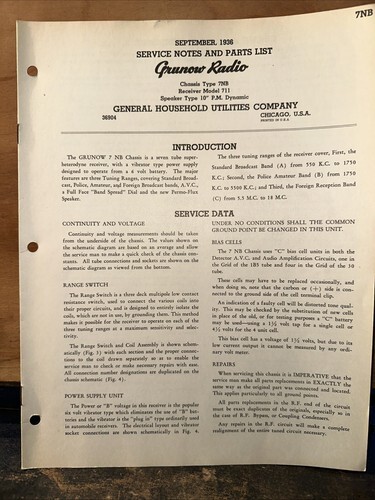 7NB
SEPTEMBER, 1936
SERVICE NOTES AND PARTS LIST
Grunow Radio
Chassis Type 7NB
Receiver Model 711
Speaker Type 10" P.M. Dynamic
GENERAL HOUSEHOLD UTILITIES COMPANY
36904
CHICAGO, U.S.A.
PRINTED IN U.S.A.
INTRODUCTION
The GRUNOW 7 NB Chassis is a seven tube super-
heterodyne receiver, with a vibrator type power supply
designed to operate from a 6 volt battery. The major
features are three Tuning Ranges, covering Standard Broad-
cast, Police, Amateur, and Foreign Broadcast bands, A.V.C.,
a Full Face "Band Spread" Dial and the new Permo-Flux
Speaker.
The three tuning ranges of the receiver cover, First, the
Standard Broadcast Band (A) from 550 K.C. to 1750
K.C.; Second, the Police Amateur Band (B) from 1750
K.C. to 5500 K.C.; and Third, the Foreign Reception Band
(C) from 5.5 M.C. to 18 M.C.
SERVICE DATA
CONTINUITY AND VOLTAGE
Continuity and voltage measurements should be taken
from the underside of the chassis. The values shown on
the schematic diagram are based on an average and allow
the service man to make a quick check of the chassis con-
stants. All tube connections and sockets are shown on the
schematic diagram as viewed from the bottom.
RANGE SWITCH
The Range Switch is a three deck multipole low contact
resistance switch, used to connect the various coils into
their proper circuits, and is designed to entirely isolate the
coils, which are not in use, by grounding them. This method
makes it possible for the receiver to operate on each of the
three tuning ranges at a maximum sensitivity and selec-
tivity.
The Range Switch and Coil Assembly is shown schem-
atically (Fig. 3) with each section and the proper connec-
tions to the coil drawn separately so as to enable the
service man to check or make necessary repairs with ease.
All connection number designations are duplicated on the
chassis schematic (Fig. 4).
POWER SUPPLY UNIT
The Power or "B" voltage in this receiver is the popular
six volt vibrator type which eliminates the use of "B" bat-
teries and the vibrator is the "plug in" type ordinarily used
in automobile receivers. The electrical layout and vibrator
socket connections are shown schematically in Fig. 4.
UNDER NO CONDITIONS SHALL THE COMMON
GROUND POINT BE CHANGED IN THIS UNIT.
BIAS CELLS
The 7 NB Chassis uses "C" bias cell units in both the
Detector A.V.C. and Audio Amplification Circuits, one in
the Grid of the 1B5 tube and four in the Grid of the 30
tube.
These cells may have to be replaced occasionally, and
when doing so, note that the carbon or (+) side is con-
nected to the ground side of the cell terminal clip.
An indication of a faulty cell will be distorted tone qual-
ity. This may be checked by the substitution of new cells
in place of the old, or for testing purposes a "C" battery
may be used—using a 1½ volt tap for a single cell or
4½ volts for the 4 unit cell.
This bias cell has a voltage of 1½ volts, but due to its
low current output it cannot be measured by any ordi-
nary volt meter.
REPAIRS
When servicing this chassis it is IMPERATIVE that the
service man make all parts replacements in EXACTLY the
same way as the original part was connected and located.
This applies particularly to all ground points.
All parts replacements in the R.F. end of the circuit
must be exact duplicates of the originals, especially so in
the case of R.F. Bypass, or Coupling Condensers.
Any repairs in the R.F. circuit will make a complete
realignment of the entire tuned circuit necessary.